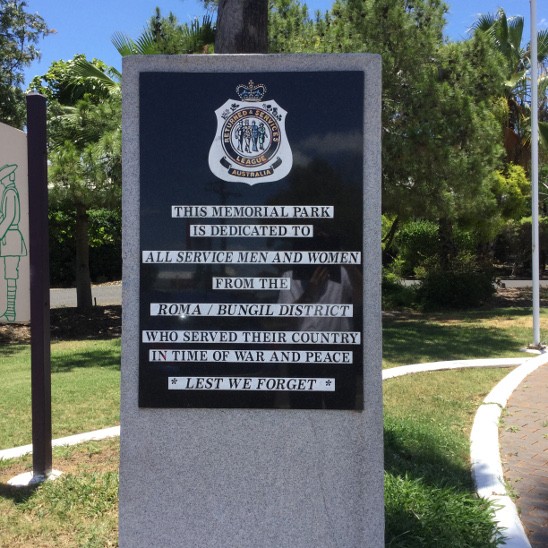 RETURNED & SERVICES
LEAGUE
AUSTRALIA
THIS MEMORIAL PARK
IS DEDICATED TO
ALL SERVICE MEN AND WOMEN
FROM THE
ROMA / BUNGIL DISTRICT
WHO SERVED THEIR COUNTRY
IN TIME OF WAR AND PEACE
* LEST WE FORGET *